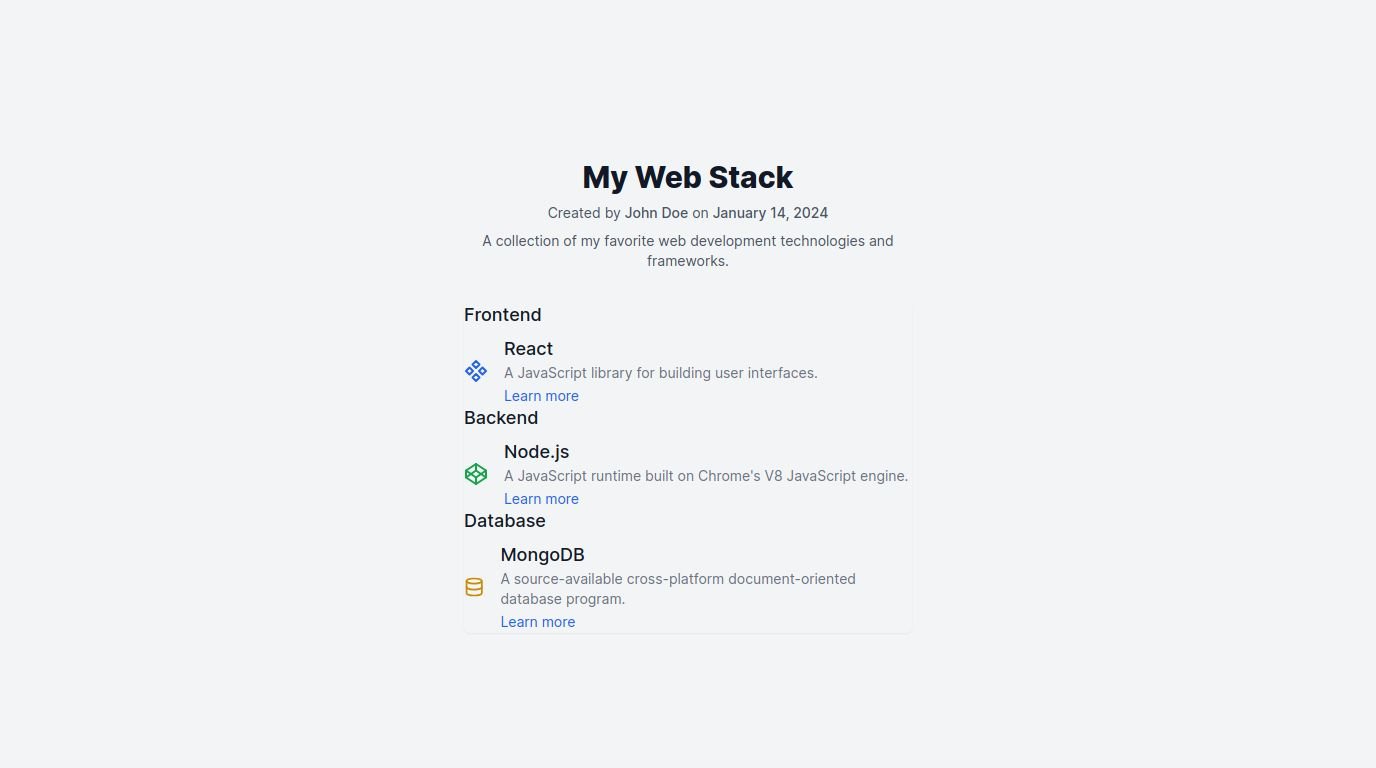 My Web Stack
Created by John Doe on January 14, 2024
A collection of my favorite web development technologies and
frameworks.
Frontend
React
A JavaScript library for building user interfaces.
Learn more
Backend
Node.js
A JavaScript runtime built on Chrome's V8 JavaScript engine.
Learn more
Database
MongoDB
A source-available cross-platform document-oriented
database program.
Learn more